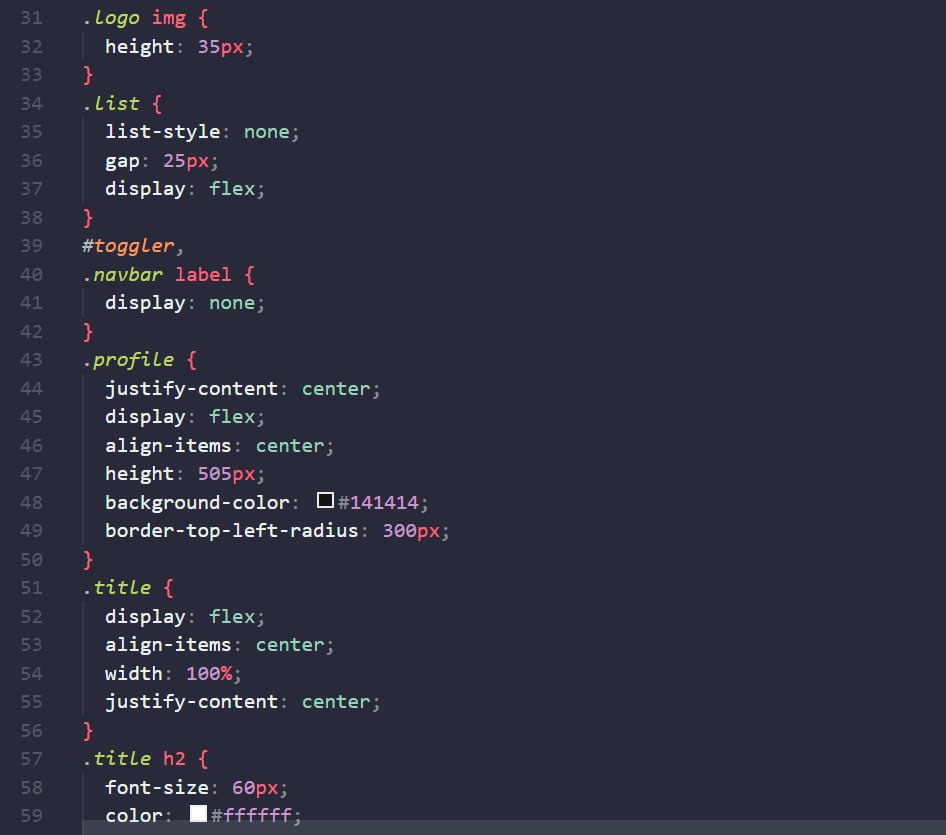 31 .logo img {
32 height: 35px;
33 }
34 .list {
35 list-style: none;
36 gap: 25px;
37 display: flex;
38 }
39 #toggler,
40 .navbar label {
41 display: none;
42 }
43 .profile {
44 justify-content: center;
45 display: flex;
46 align-items: center;
47 height: 505px;
48 background-color: #141414;
49 border-top-left-radius: 300px;
50 }
51 .title {
52 display: flex;
53 align-items: center;
54 width: 100%;
55 justify-content: center;
56 }
57 .title h2 {
58 font-size: 60px;
59 color: #ffffff;